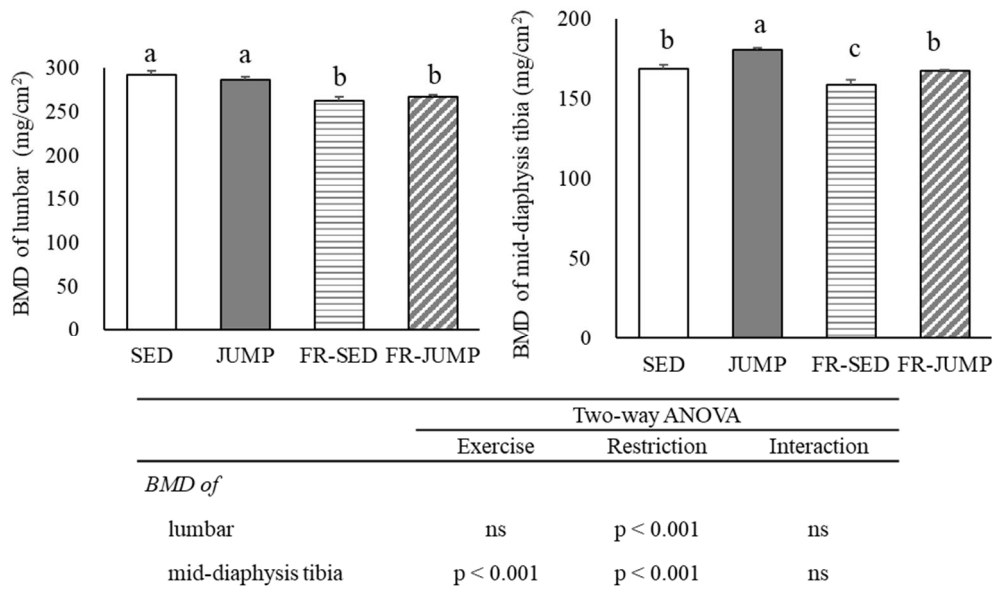 BMD of lumbar (mg/cm²)
300
250
200
150
100
50
0
a
a
b
b
SED JUMP FR-SED FR-JUMP
BMD of mid-diaphysis tibia (mg/cm²)
200
150
100
50
0
b
a
c
b
SED JUMP FR-SED FR-JUMP
Two-way ANOVA
Exercise Restriction Interaction
BMD of
lumbar ns p < 0.001 ns
mid-diaphysis tibia p < 0.001 p < 0.001 ns